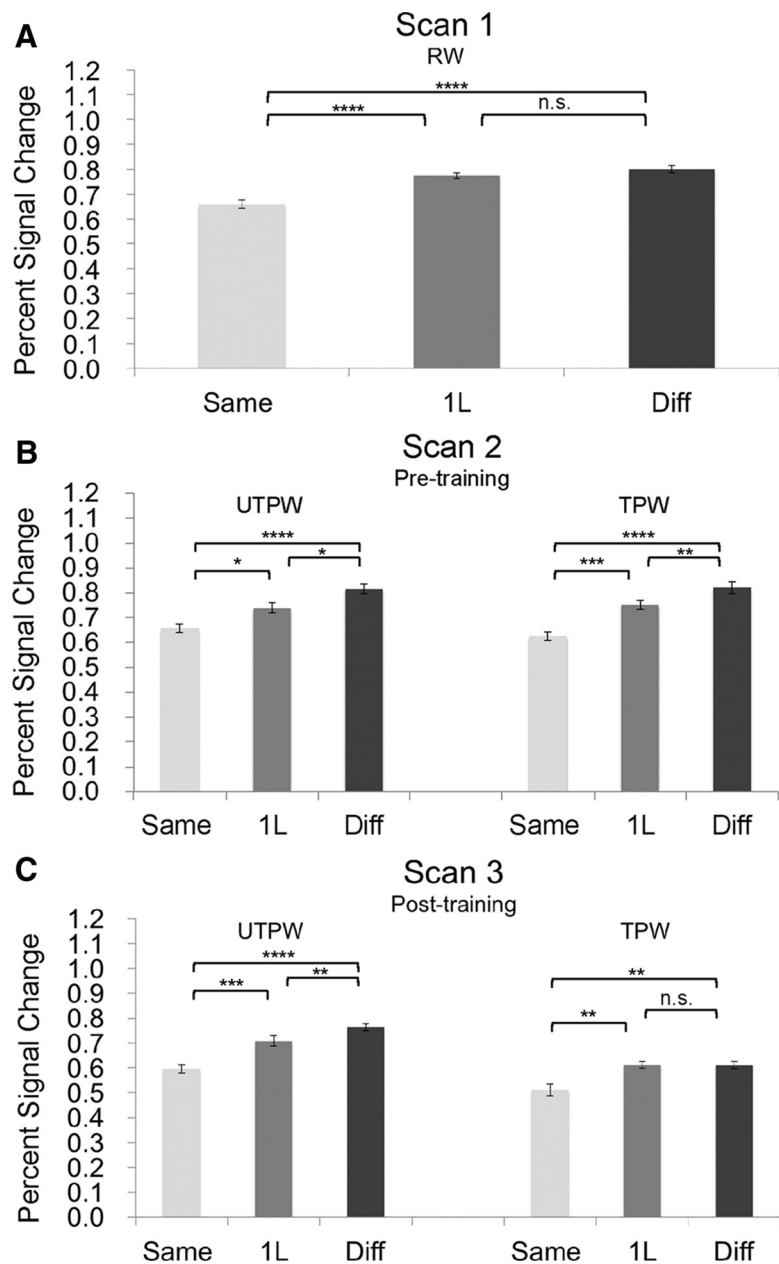 A
Scan 1
RW
Percent Signal Change
1.2
1.1
1.0
0.9
0.8
0.7
0.6
0.5
0.4
0.3
0.2
0.1
0.0
****
****
n.s.
Same 1L Diff
B
Scan 2
Pre-training
UTPW TPW
Percent Signal Change
1.2
1.1
1.0
0.9
0.8
0.7
0.6
0.5
0.4
0.3
0.2
0.1
0.0
**** ****
* * *** **
Same 1L Diff Same 1L Diff
C
Scan 3
Post-training
UTPW TPW
Percent Signal Change
1.2
1.1
1.0
0.9
0.8
0.7
0.6
0.5
0.4
0.3
0.2
0.1
0.0
**** **
*** ** ** n.s.
Same 1L Diff Same 1L Diff